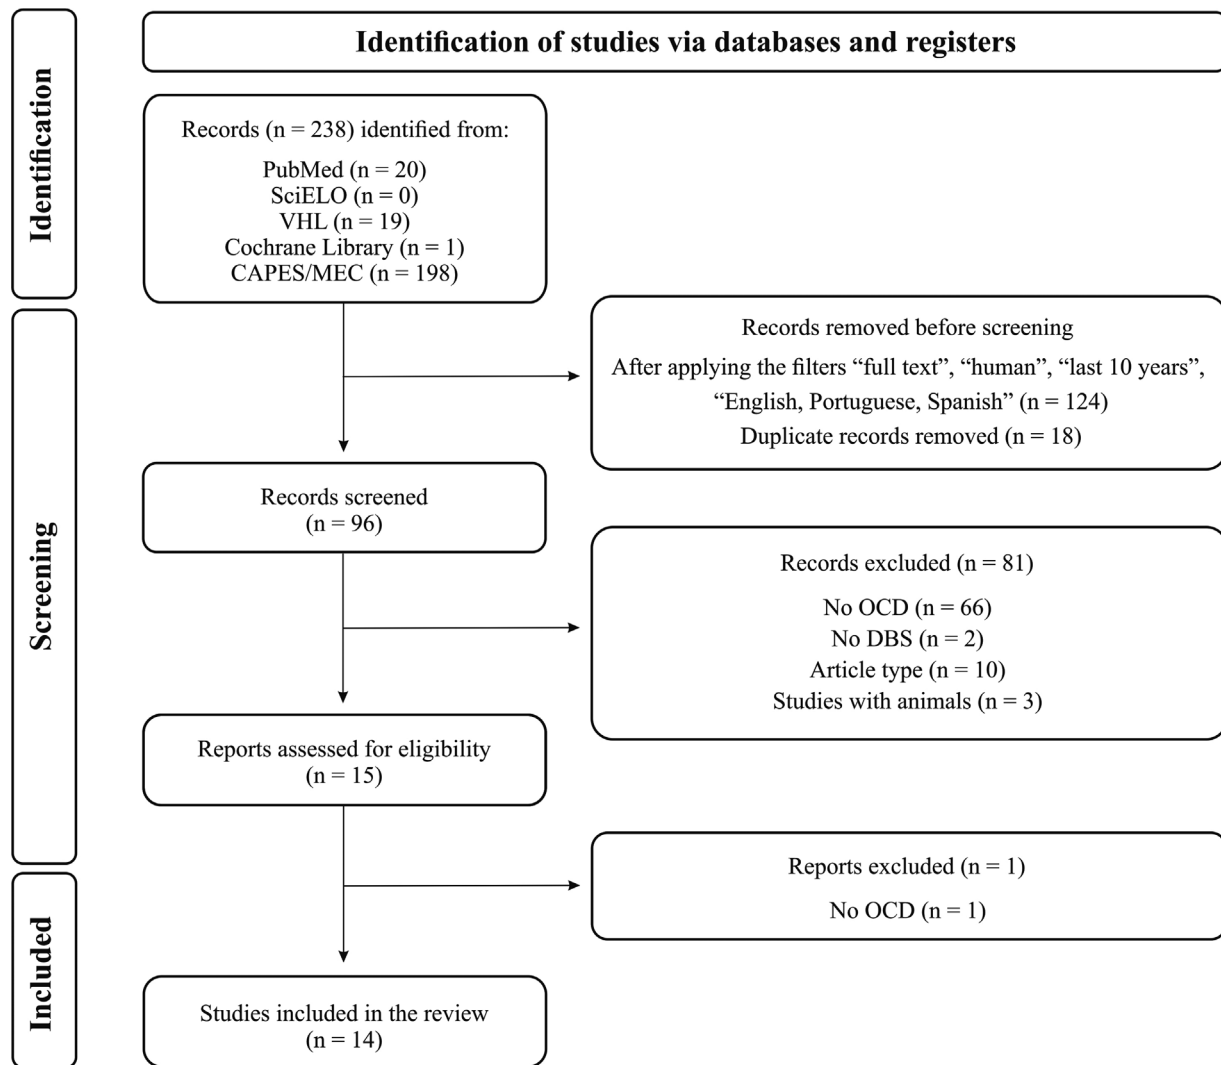 Identification of studies via databases and registers
Identification
Records (n = 238) identified from:
PubMed (n = 20)
SciELO (n = 0)
VHL (n = 19)
Cochrane Library (n = 1)
CAPES/MEC (n = 198)
Records removed before screening
After applying the filters “full text”, “human”, “last 10 years”,
“English, Portuguese, Spanish” (n = 124)
Duplicate records removed (n = 18)
Screening
Records screened
(n = 96)
Records excluded (n = 81)
No OCD (n = 66)
No DBS (n = 2)
Article type (n = 10)
Studies with animals (n = 3)
Reports assessed for eligibility
(n = 15)
Reports excluded (n = 1)
No OCD (n = 1)
Included
Studies included in the review
(n = 14)